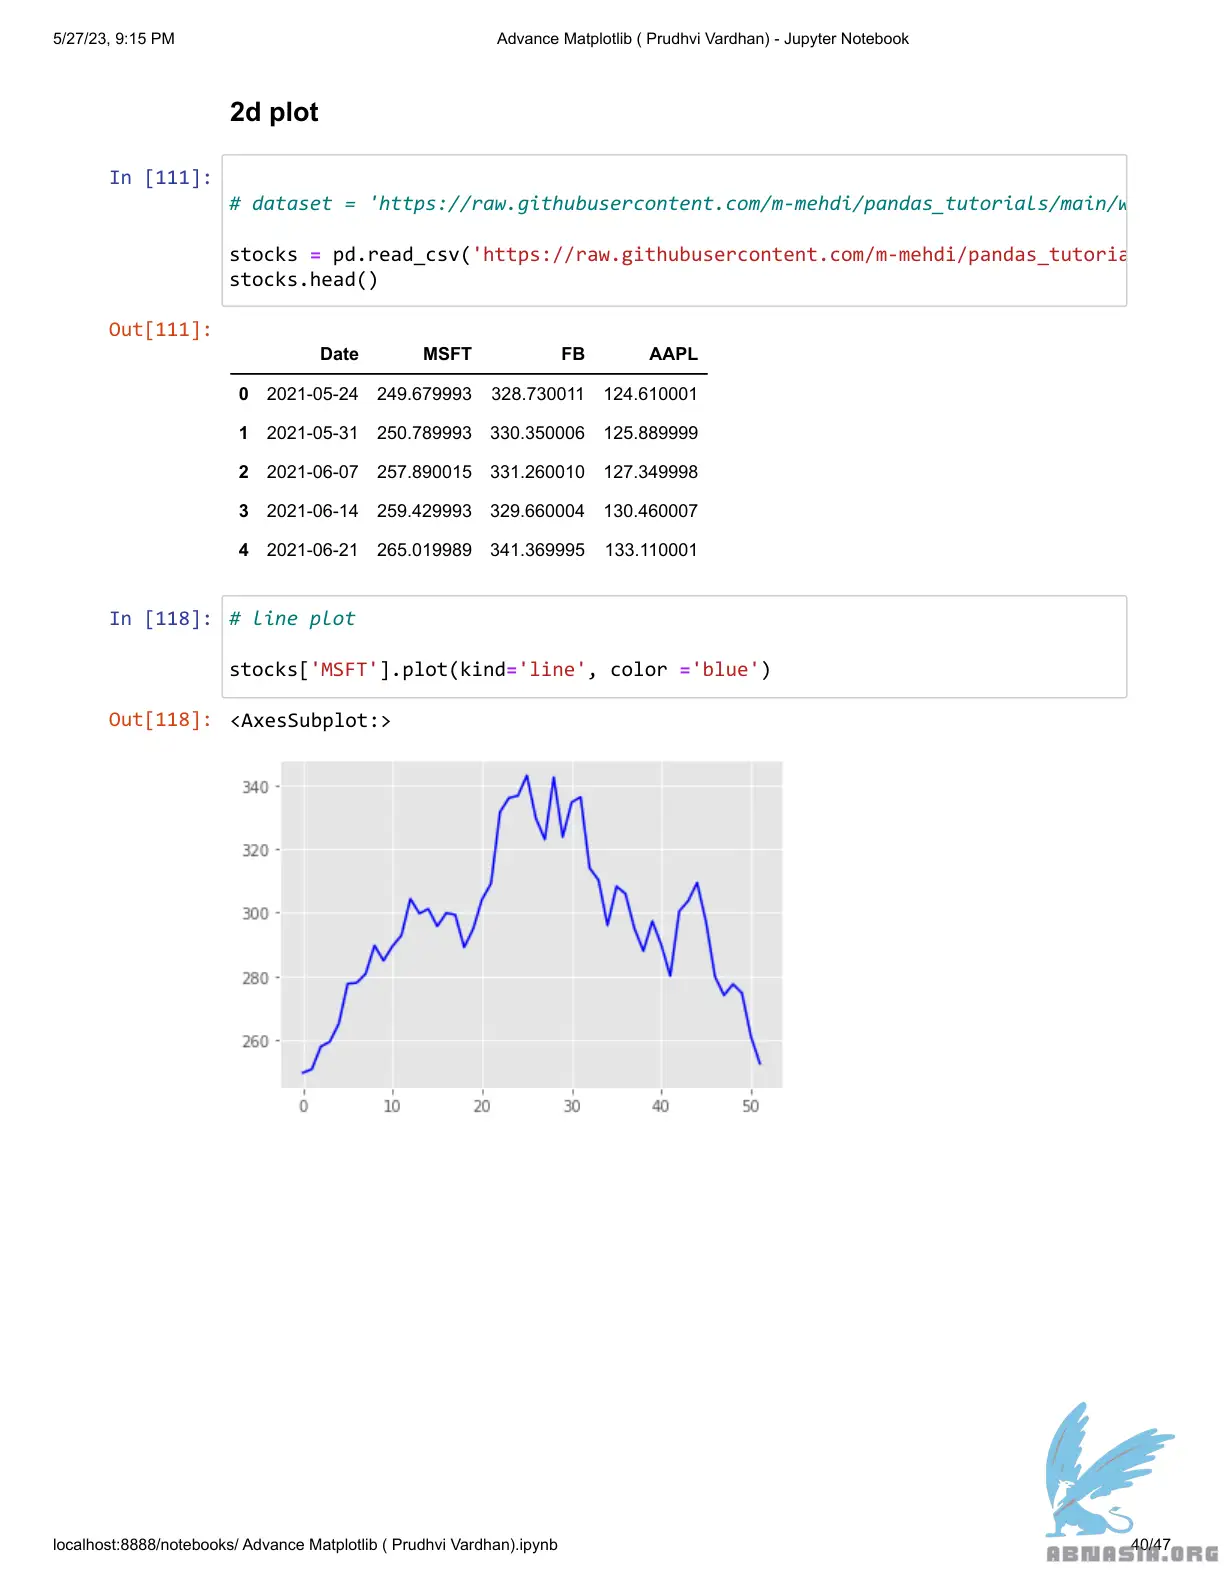 5/27/23, 9:15 PM Advance Matplotlib ( Prudhvi Vardhan) - Jupyter Notebook
2d plot
In [111]:
# dataset = 'https://raw.githubusercontent.com/m-mehdi/pandas_tutorials/main/w
stocks = pd.read_csv('https://raw.githubusercontent.com/m-mehdi/pandas_tutoria
stocks.head()
Out[111]:
Date MSFT FB AAPL
0 2021-05-24 249.679993 328.730011 124.610001
1 2021-05-31 250.789993 330.350006 125.889999
2 2021-06-07 257.890015 331.260010 127.349998
3 2021-06-14 259.429993 329.660004 130.460007
4 2021-06-21 265.019989 341.369995 133.110001
In [118]: # line plot
stocks['MSFT'].plot(kind='line', color ='blue')
Out[118]: <AxesSubplot:>
340
320
300
280
260
0 10 20 30 40 50
localhost:8888/notebooks/ Advance Matplotlib ( Prudhvi Vardhan).ipynb 40/47
ABNASIA.ORG